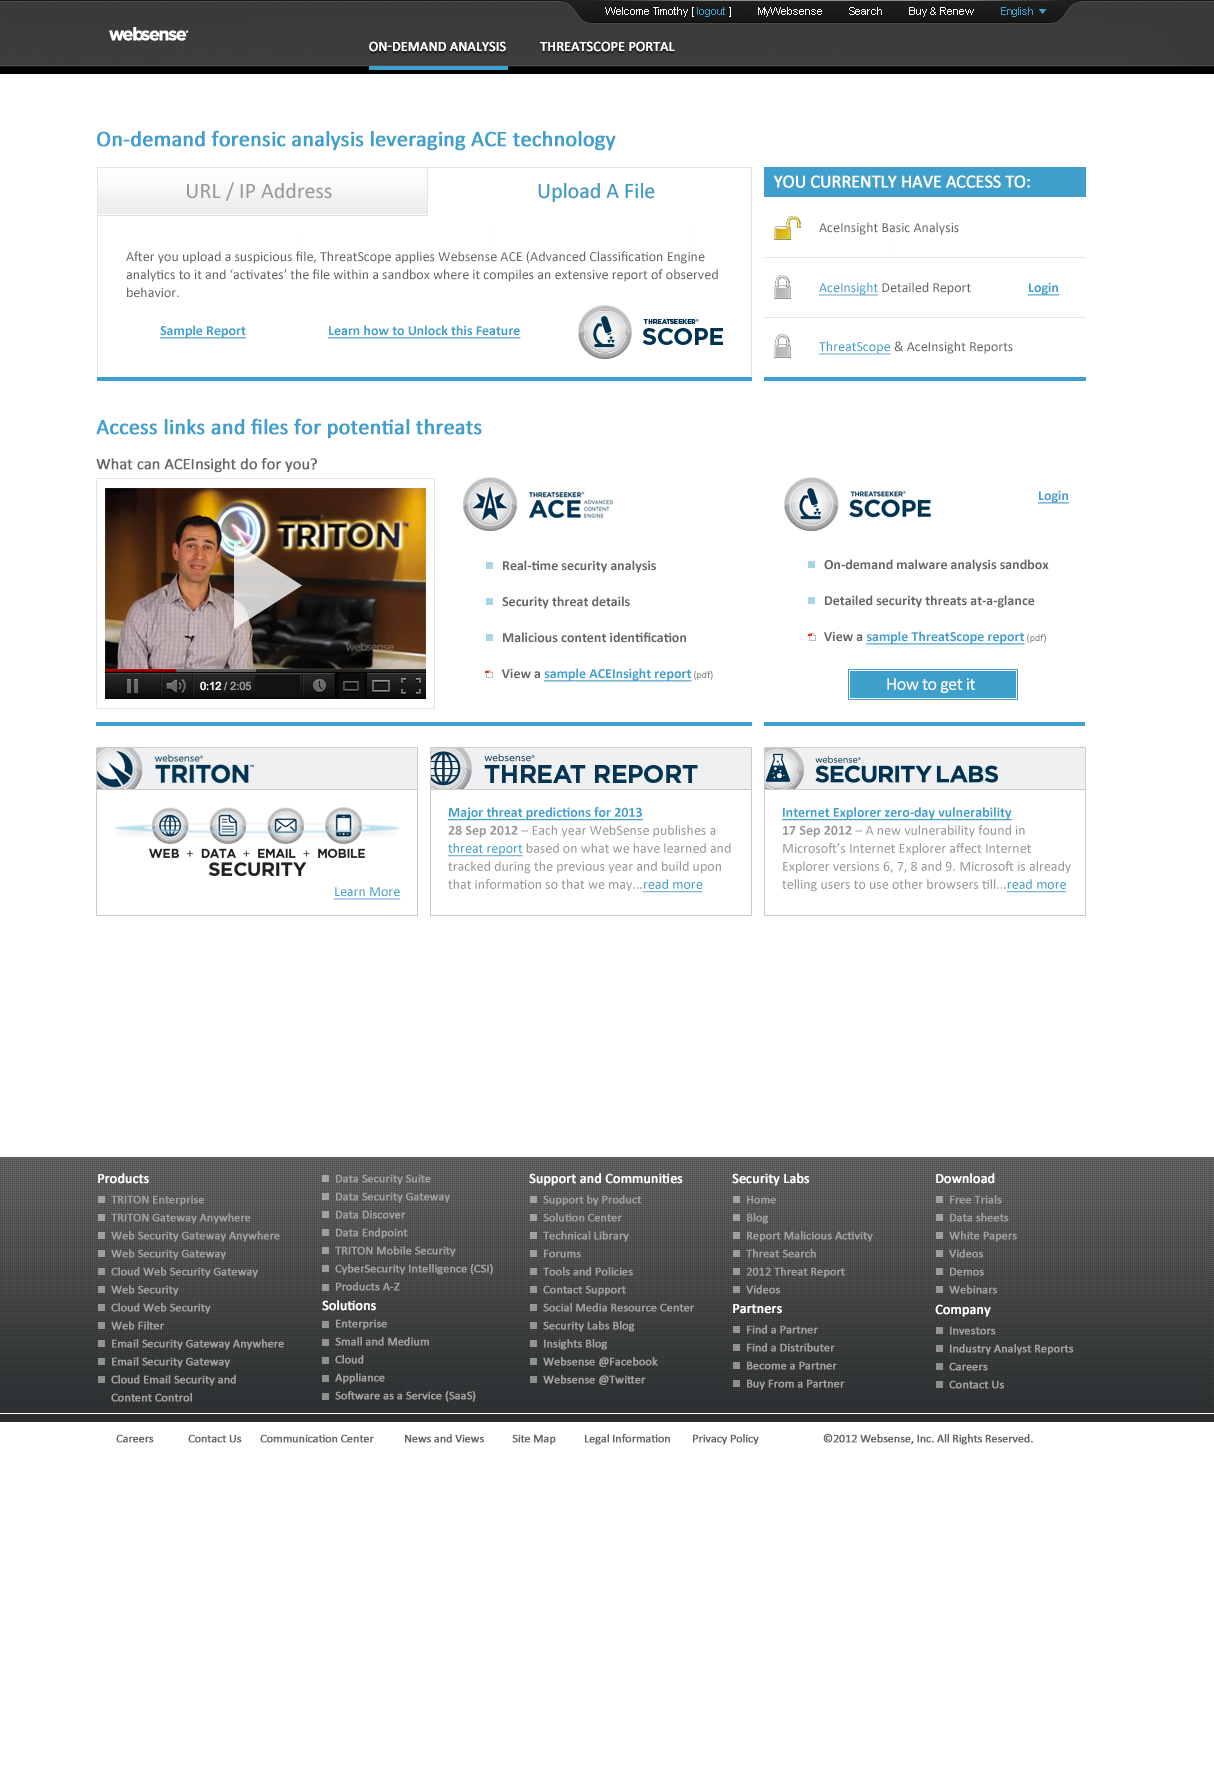 Welcome Timothy [ logout ] MyWebsense Search Buy & Renew English
websense
ON-DEMAND ANALYSIS THREATSCOPE PORTAL
On-demand forensic analysis leveraging ACE technology
URL / IP Address Upload A File
After you upload a suspicious file, ThreatScope applies Websense ACE (Advanced Classification Engine
analytics to it and ‘activates’ the file within a sandbox where it compiles an extensive report of observed
behavior.
Sample Report Learn how to Unlock this Feature
THREATSEEKER®
SCOPE
YOU CURRENTLY HAVE ACCESS TO:
AceInsight Basic Analysis
AceInsight Detailed Report Login
ThreatScope & AceInsight Reports
Access links and files for potential threats
What can ACEInsight do for you?
TRITON™
websense
0:12 / 2:05
THREATSEEKER®
ACE ADVANCED
CONTENT
ENGINE
Real-time security analysis
Security threat details
Malicious content identification
View a sample ACEInsight report (pdf)
THREATSEEKER®
SCOPE
Login
On-demand malware analysis sandbox
Detailed security threats at-a-glance
View a sample ThreatScope report (pdf)
How to get it
websense®
TRITON™
WEB + DATA + EMAIL + MOBILE
SECURITY
Learn More
websense®
THREAT REPORT
Major threat predictions for 2013
28 Sep 2012 – Each year WebSense publishes a
threat report based on what we have learned and
tracked during the previous year and build upon
that information so that we may...read more
websense®
SECURITY LABS
Internet Explorer zero-day vulnerability
17 Sep 2012 – A new vulnerability found in
Microsoft’s Internet Explorer affect Internet
Explorer versions 6, 7, 8 and 9. Microsoft is already
telling users to use other browsers till...read more
Products
TRITON Enterprise
TRITON Gateway Anywhere
Web Security Gateway Anywhere
Web Security Gateway
Cloud Web Security Gateway
Web Security
Cloud Web Security
Web Filter
Email Security Gateway Anywhere
Email Security Gateway
Cloud Email Security and
Content Control
Data Security Suite
Data Security Gateway
Data Discover
Data Endpoint
TRITON Mobile Security
CyberSecurity Intelligence (CSI)
Products A-Z
Solutions
Enterprise
Small and Medium
Cloud
Appliance
Software as a Service (SaaS)
Support and Communities
Support by Product
Solution Center
Technical Library
Forums
Tools and Policies
Contact Support
Social Media Resource Center
Security Labs Blog
Insights Blog
Websense @Facebook
Websense @Twitter
Security Labs
Home
Blog
Report Malicious Activity
Threat Search
2012 Threat Report
Videos
Partners
Find a Partner
Find a Distributer
Become a Partner
Buy From a Partner
Download
Free Trials
Data sheets
White Papers
Videos
Demos
Webinars
Company
Investors
Industry Analyst Reports
Careers
Contact Us
Careers Contact Us Communication Center News and Views Site Map Legal Information Privacy Policy ©2012 Websense, Inc. All Rights Reserved.